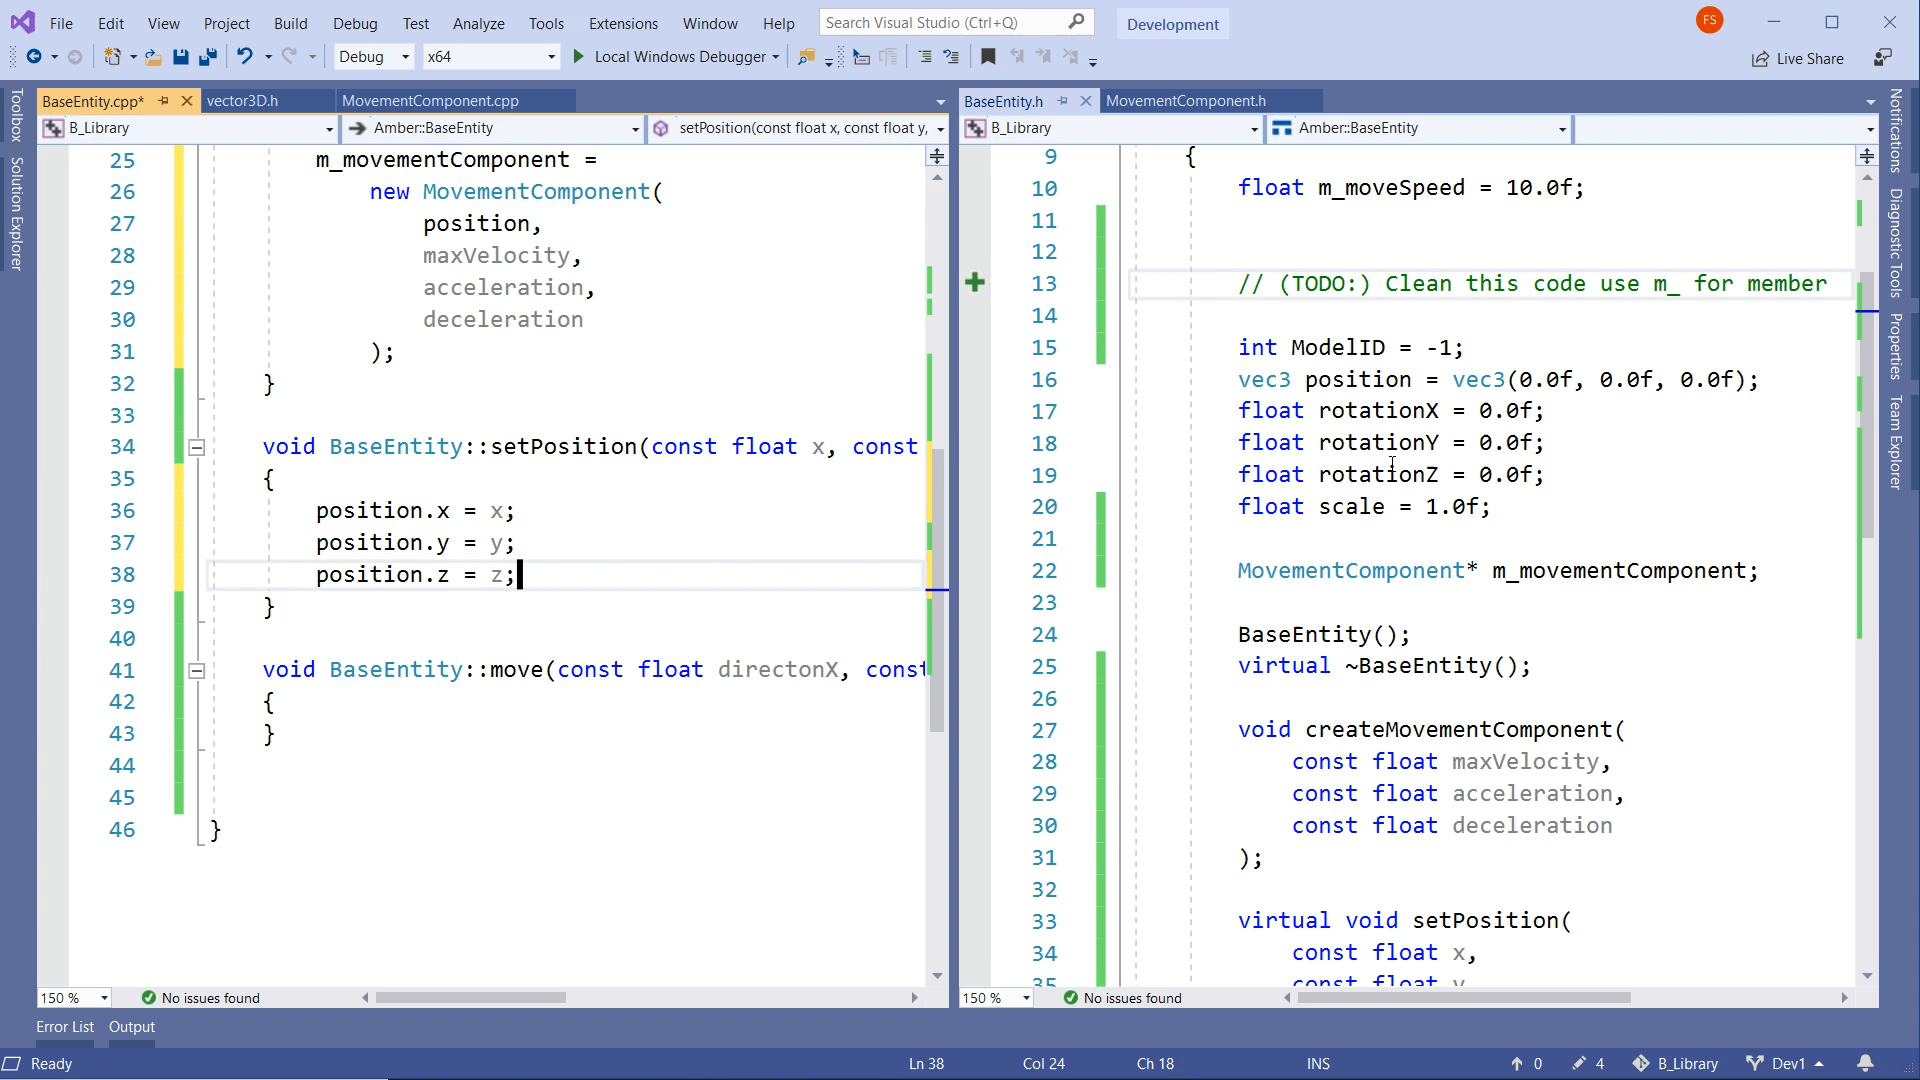 File Edit View Project Build Debug Test Analyze Tools Extensions Window Help Search Visual Studio (Ctrl+Q) Development FS
Debug x64 Local Windows Debugger Live Share
BaseEntity.cpp* vector3D.h MovementComponent.cpp
B_Library Amber::BaseEntity setPosition(const float x, const float y,
25 m_movementComponent =
26 new MovementComponent(
27 position,
28 maxVelocity,
29 acceleration,
30 deceleration
31 );
32 }
33
34 void BaseEntity::setPosition(const float x, const
35 {
36 position.x = x;
37 position.y = y;
38 position.z = z;
39 }
40
41 void BaseEntity::move(const float directonX, const
42 {
43 }
44
45
46 }
150 % No issues found
BaseEntity.h MovementComponent.h
B_Library Amber::BaseEntity
9 {
10 float m_moveSpeed = 10.0f;
11
12
13 // (TODO:) Clean this code use m_ for member
14
15 int ModelID = -1;
16 vec3 position = vec3(0.0f, 0.0f, 0.0f);
17 float rotationX = 0.0f;
18 float rotationY = 0.0f;
19 float rotationZ = 0.0f;
20 float scale = 1.0f;
21
22 MovementComponent* m_movementComponent;
23
24 BaseEntity();
25 virtual ~BaseEntity();
26
27 void createMovementComponent(
28 const float maxVelocity,
29 const float acceleration,
30 const float deceleration
31 );
32
33 virtual void setPosition(
34 const float x,
35 const float y
150 % No issues found
Toolbox
Solution Explorer
Notifications
Diagnostic Tools
Properties
Team Explorer
Error List Output
Ready Ln 38 Col 24 Ch 18 INS 0 4 B_Library Dev1